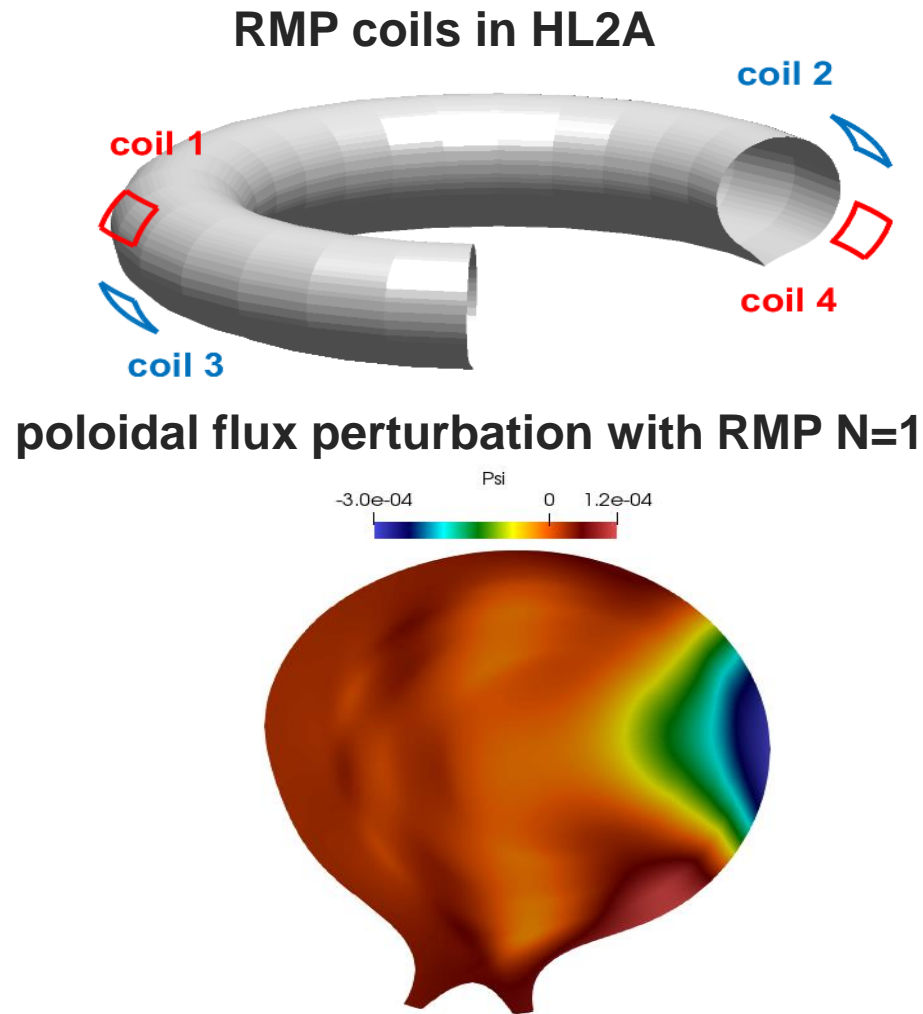 RMP coils in HL2A
coil 2
coil 1
coil 4
coil 3
poloidal flux perturbation with RMP N=1
Psi
-3.0e-04 0 1.2e-04